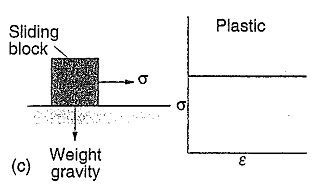 Sliding
block
σ
Weight
gravity
(c)
Plastic
σ
ε